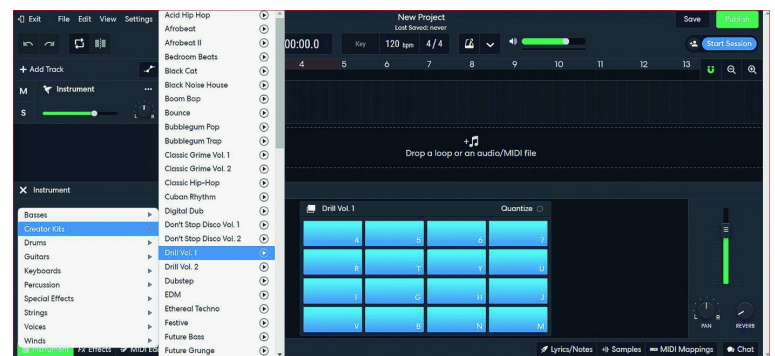 Exit File Edit View Settings
New Project
Last Saved: never
Save
Publish
00:00.0 Key 120 bpm 4/4
Start Session
+ Add Track
4 5 6 7 8 9 10 11 12 13
M Instrument ...
S
L R
Drop a loop or an audio/MIDI file
X Instrument
Basses
Creator Kits
Drums
Guitars
Keyboards
Percussion
Special Effects
Strings
Voices
Winds
Acid Hip Hop
Afrobeat
Afrobeat II
Bedroom Beats
Black Cat
Black Noise House
Boom Bap
Bounce
Bubblegum Pop
Bubblegum Trap
Classic Grime Vol. 1
Classic Grime Vol. 2
Classic Hip-Hop
Cuban Rhythm
Digital Dub
Don't Stop Disco Vol. 1
Don't Stop Disco Vol. 2
Drill Vol. 1
Drill Vol. 2
Dubstep
EDM
Ethereal Techno
Festive
Future Bass
Future Grunge
Drill Vol. 1 Quantize
4 5 6 7
R T Y U
F G H J
V B N M
L R
PAN REVERB
Instrument FX Effects MIDI Edi
Lyrics/Notes Samples MIDI Mappings Chat